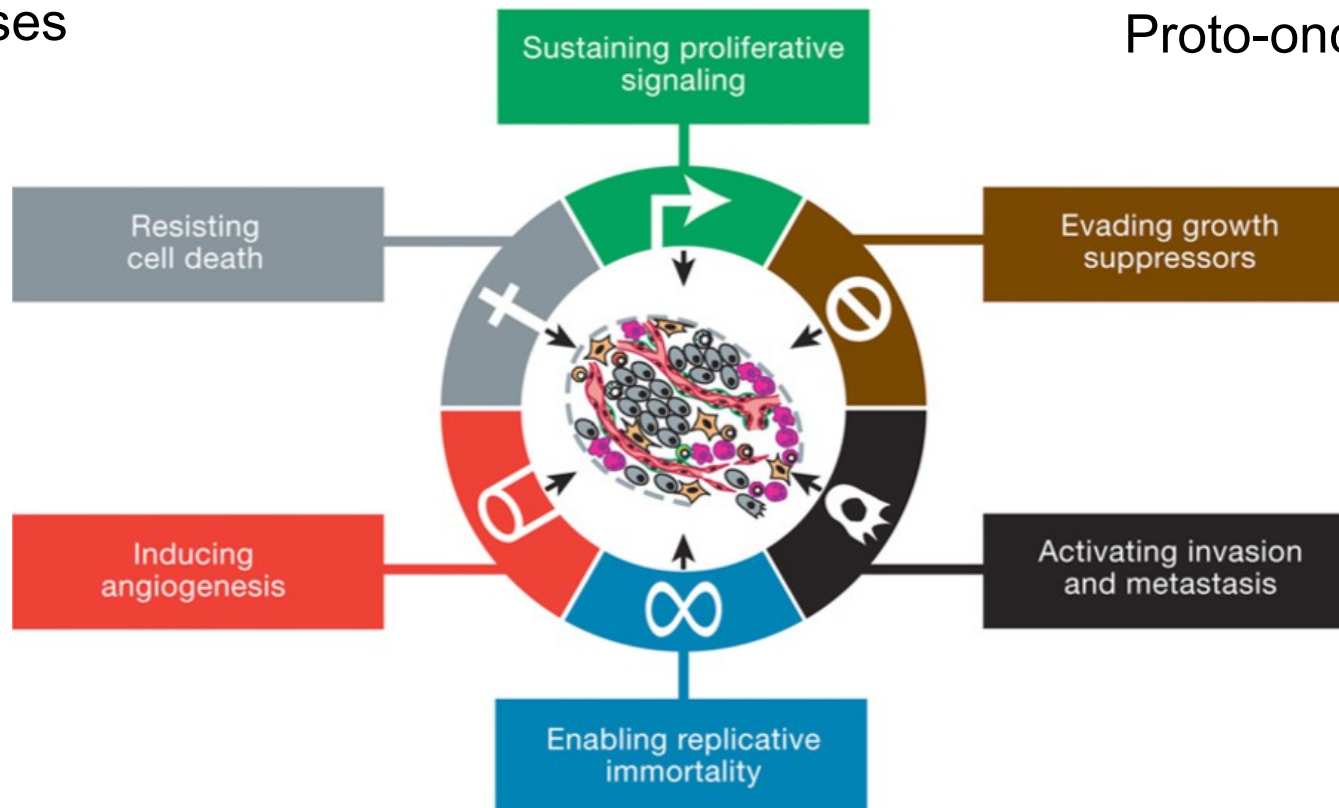 ses
Proto-onc
Sustaining proliferative
signaling
Resisting
cell death
Evading growth
suppressors
Inducing
angiogenesis
Activating invasion
and metastasis
Enabling replicative
immortality